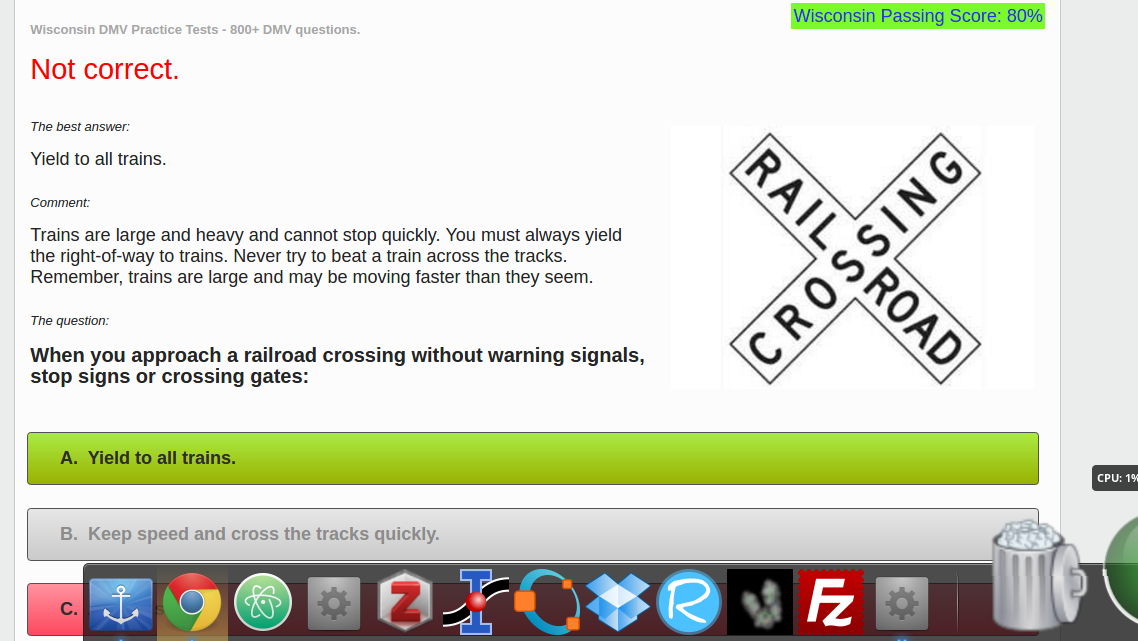 Wisconsin Passing Score: 80%
Wisconsin DMV Practice Tests - 800+ DMV questions.
Not correct.
The best answer:
Yield to all trains.
Comment:
Trains are large and heavy and cannot stop quickly. You must always yield
the right-of-way to trains. Never try to beat a train across the tracks.
Remember, trains are large and may be moving faster than they seem.
The question:
When you approach a railroad crossing without warning signals,
stop signs or crossing gates:
RAILROAD
CROSSING
A. Yield to all trains.
B. Keep speed and cross the tracks quickly.
C.
CPU: 1%
Z
R
FZ